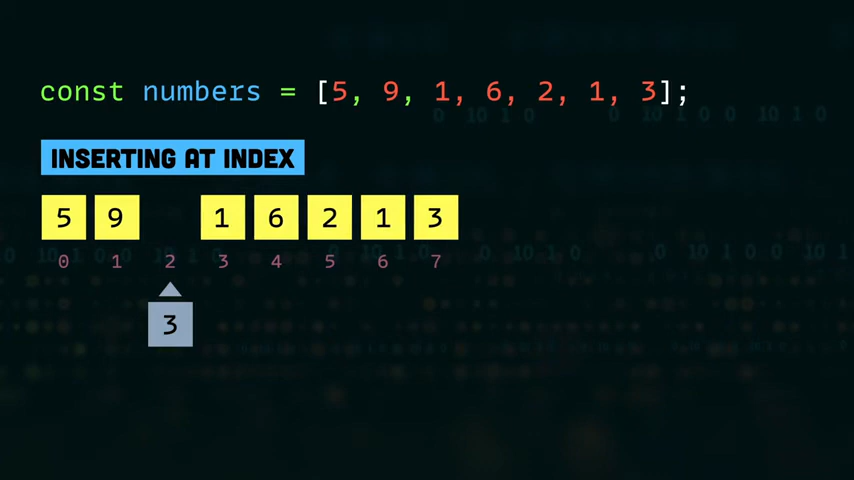 const numbers = [5, 9, 1, 6, 2, 1, 3];
INSERTING AT INDEX
5 9 1 6 2 1 3
0 1 2 3 4 5 6 7
3